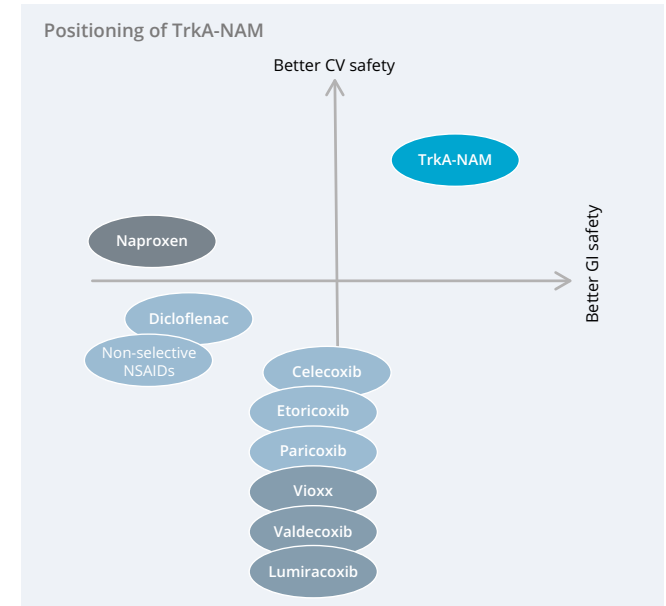 Positioning of TrkA-NAM
Better CV safety
TrkA-NAM
Naproxen
Better GI safety
Dicloflenac
Non-selective
NSAIDs
Celecoxib
Etoricoxib
Paricoxib
Vioxx
Valdecoxib
Lumiracoxib